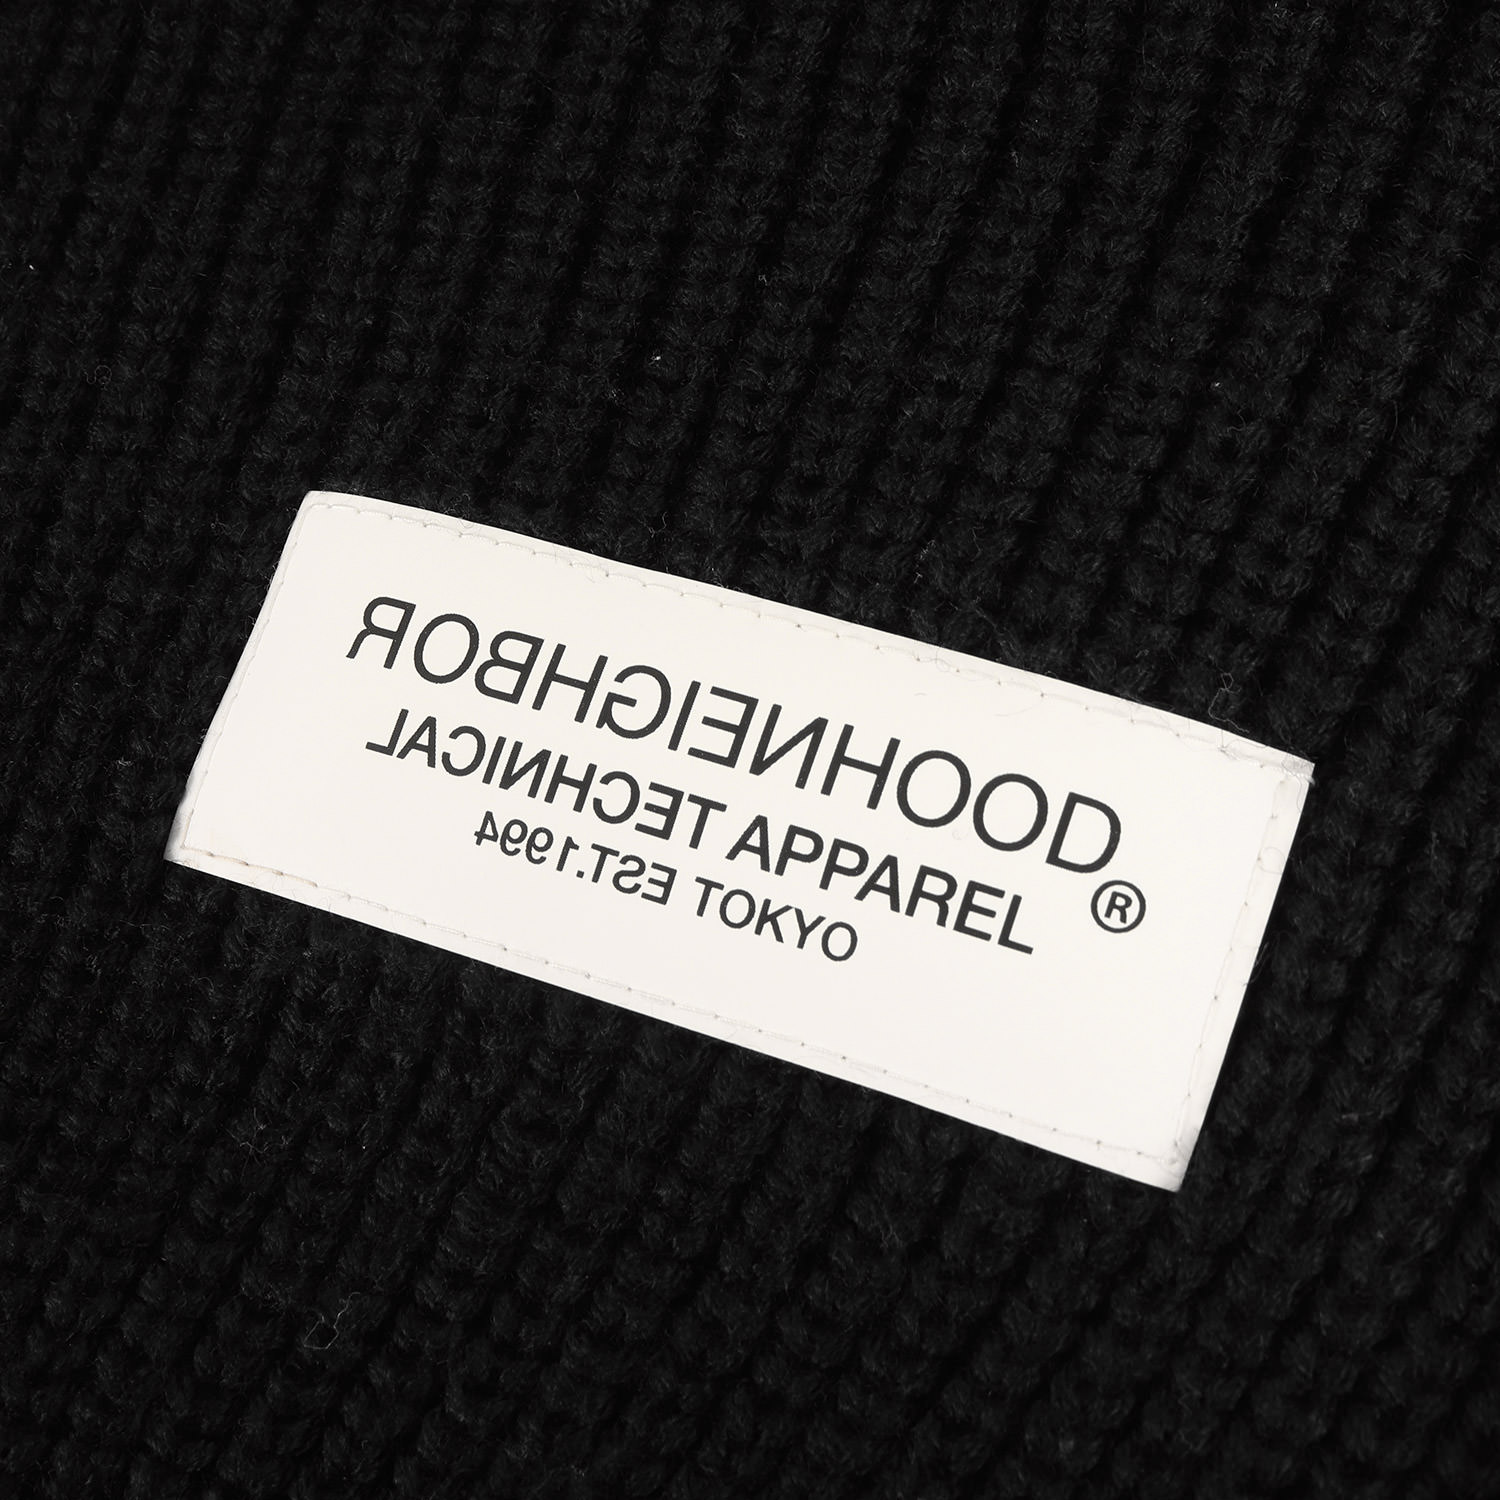 NEIGHBORHOOD®
TECHNICAL APPAREL
EST.1994 TOKYO